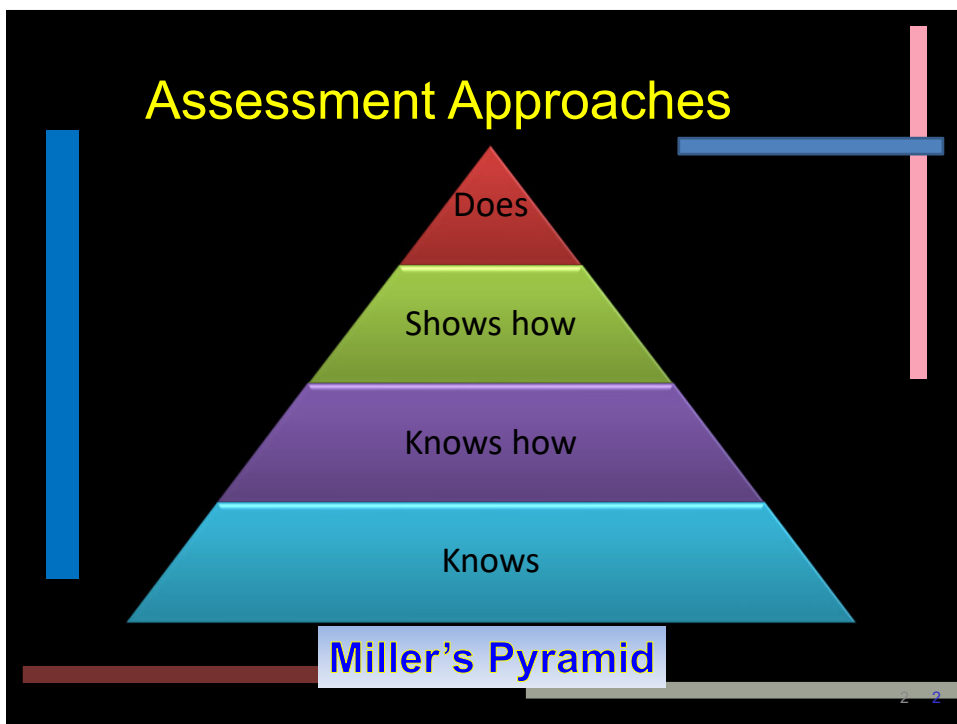 Assessment Approaches
Does
Shows how
Knows how
Knows
Miller’s Pyramid
2 2